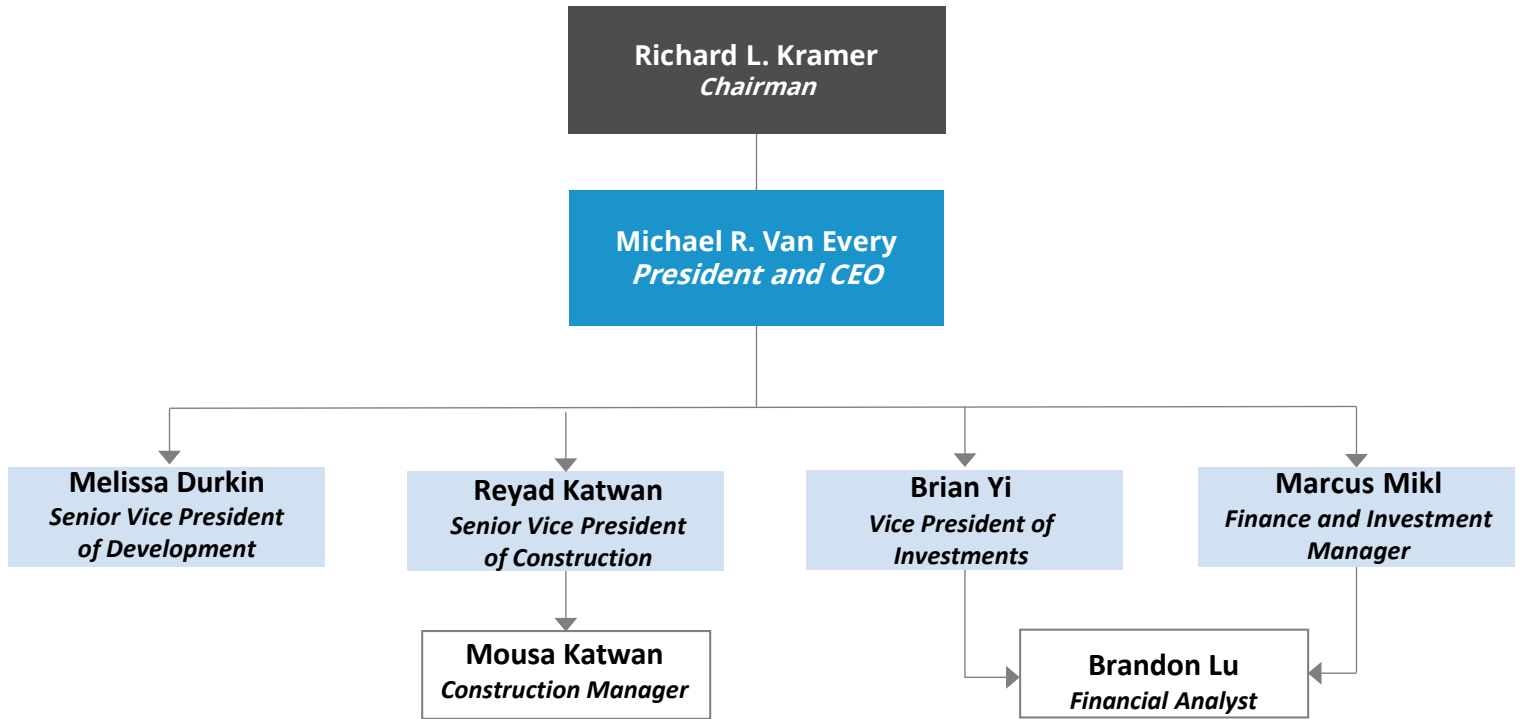 Richard L. Kramer
Chairman
Michael R. Van Every
President and CEO
Melissa Durkin
Senior Vice President
of Development
Reyad Katwan
Senior Vice President
of Construction
Brian Yi
Vice President of
Investments
Marcus Mikl
Finance and Investment
Manager
Mousa Katwan
Construction Manager
Brandon Lu
Financial Analyst